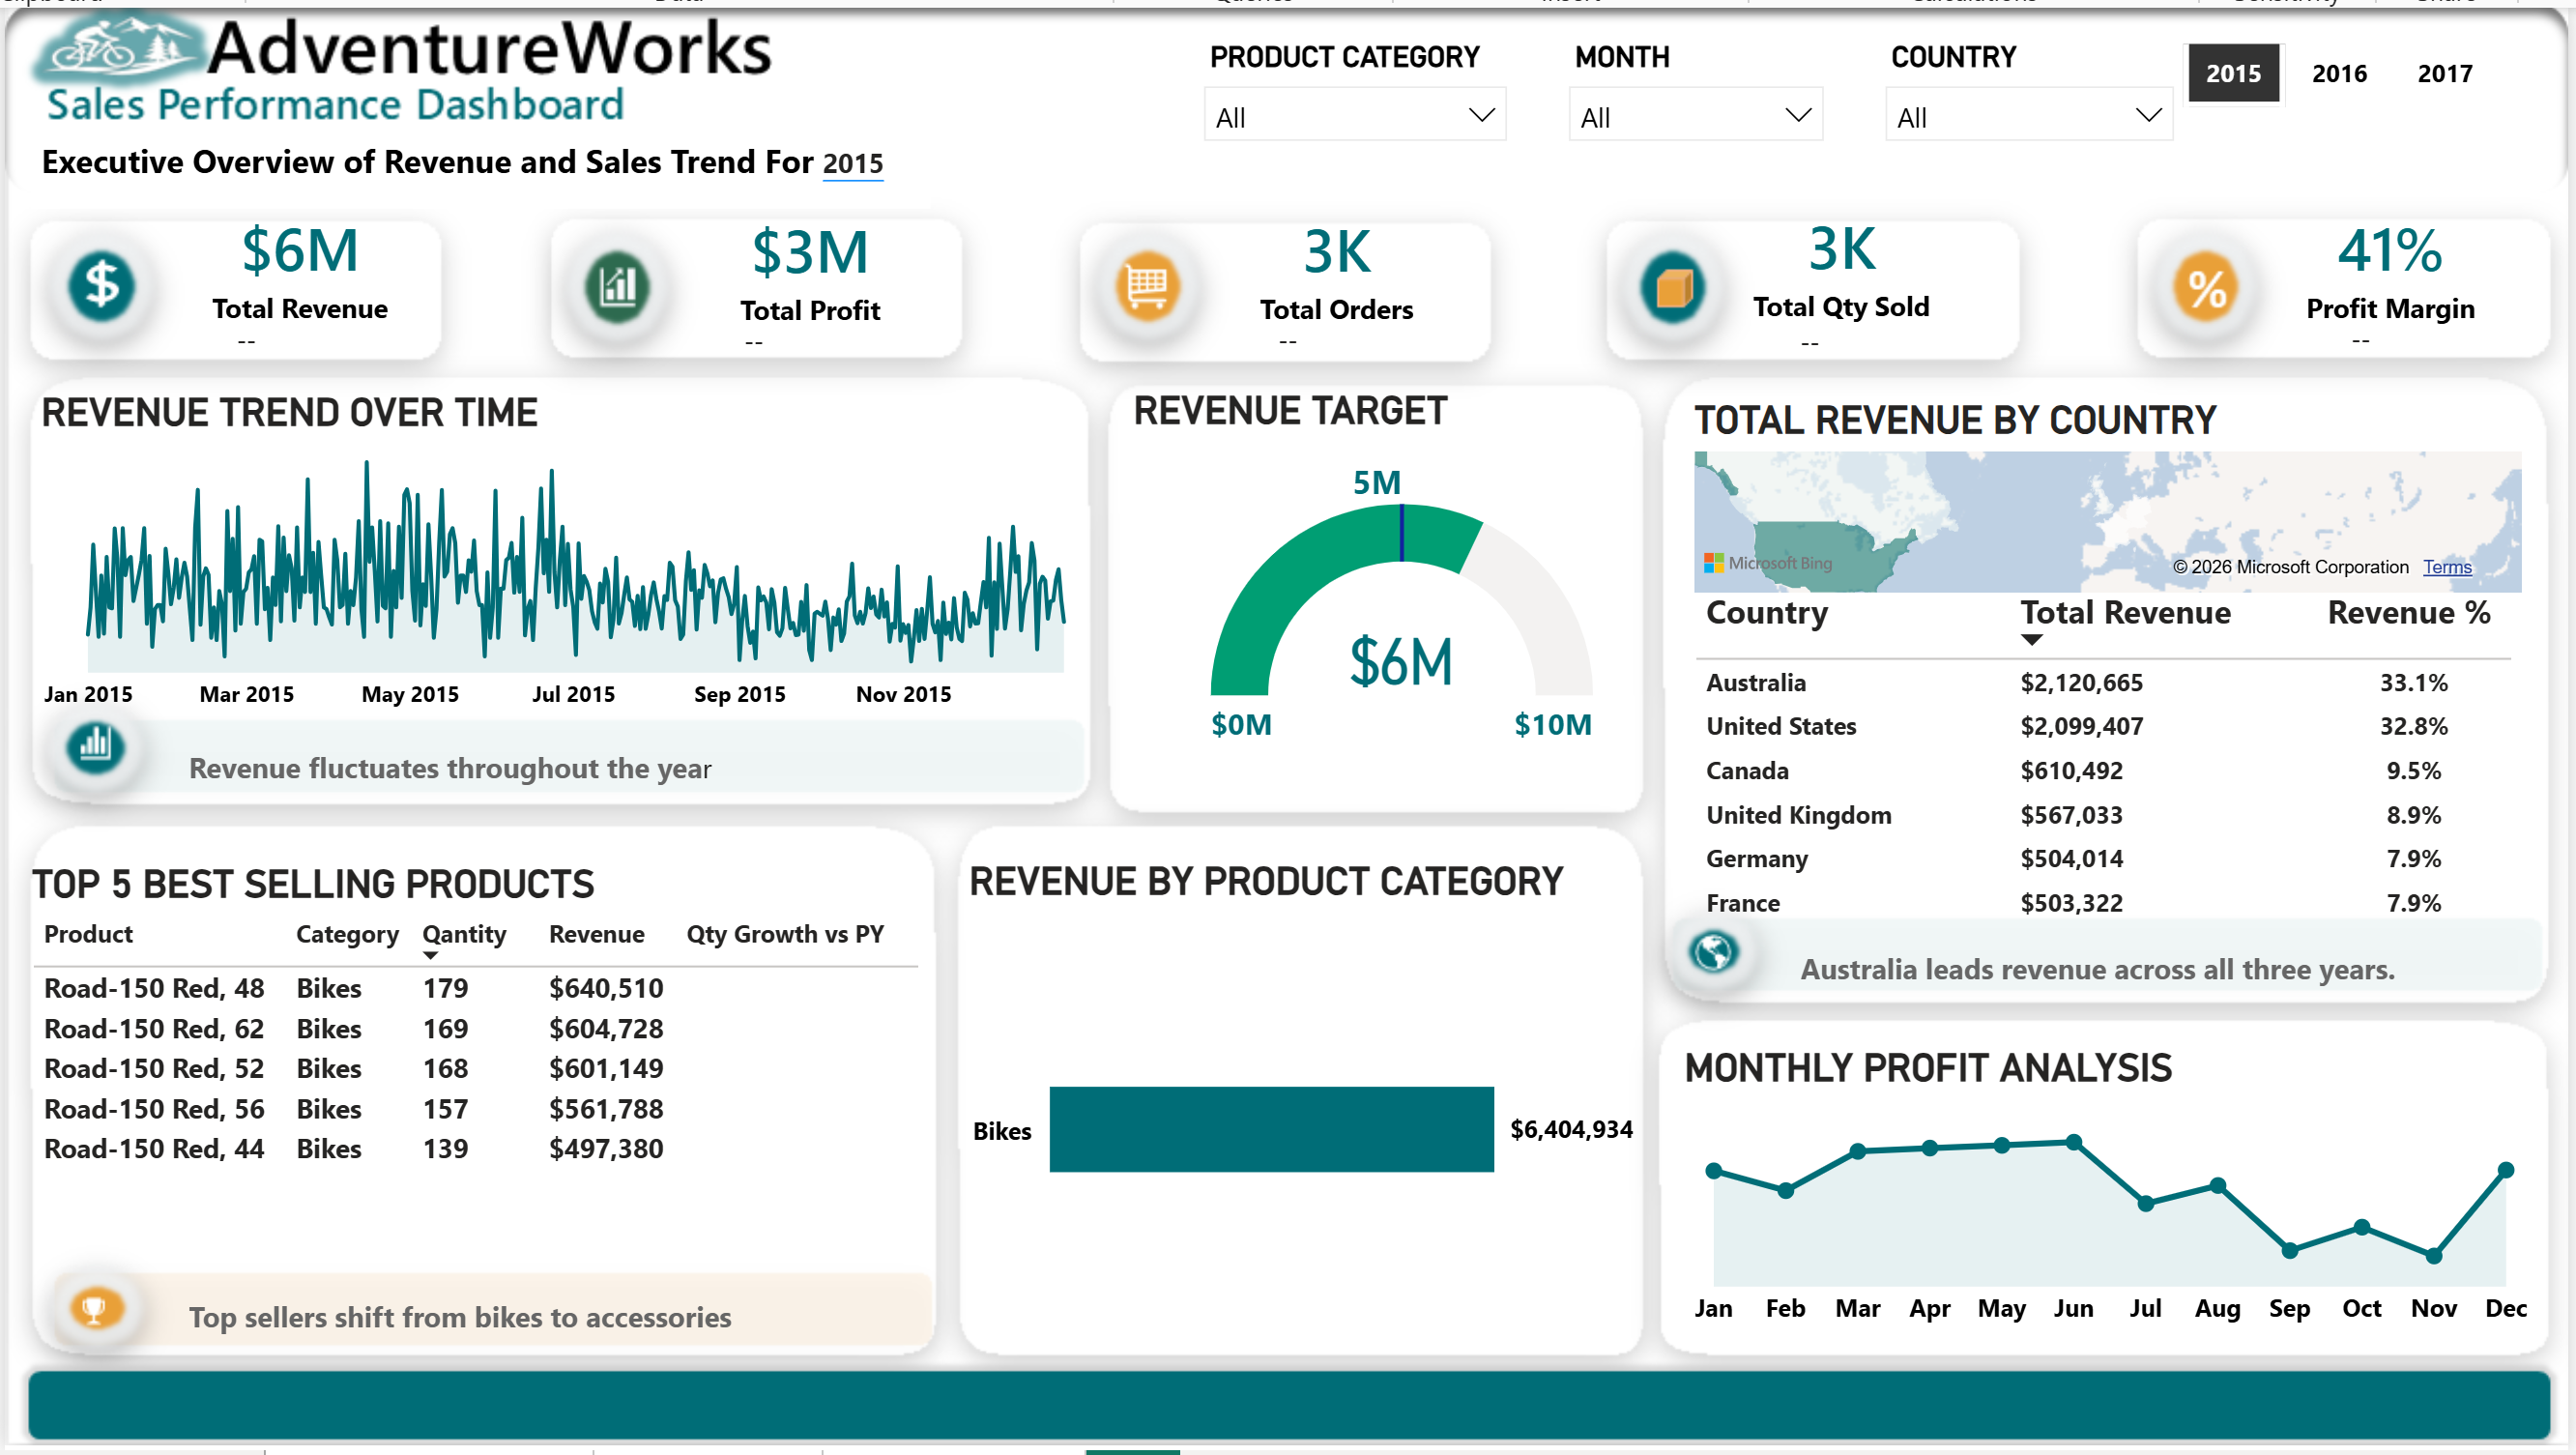 AdventureWorks
Sales Performance Dashboard
Executive Overview of Revenue and Sales Trend For 2015
PRODUCT CATEGORY
All
MONTH
All
COUNTRY
All
2015 2016 2017
$6M
Total Revenue
--
$3M
Total Profit
--
3K
Total Orders
--
3K
Total Qty Sold
--
41%
Profit Margin
--
REVENUE TREND OVER TIME
Jan 2015 Mar 2015 May 2015 Jul 2015 Sep 2015 Nov 2015
Revenue fluctuates throughout the year
REVENUE TARGET
5M
$6M
$0M $10M
TOTAL REVENUE BY COUNTRY
Microsoft Bing
© 2026 Microsoft Corporation Terms
Country Total Revenue Revenue %
Australia $2,120,665 33.1%
United States $2,099,407 32.8%
Canada $610,492 9.5%
United Kingdom $567,033 8.9%
Germany $504,014 7.9%
France $503,322 7.9%
Australia leads revenue across all three years.
TOP 5 BEST SELLING PRODUCTS
Product Category Qantity Revenue Qty Growth vs PY
Road-150 Red, 48 Bikes 179 $640,510
Road-150 Red, 62 Bikes 169 $604,728
Road-150 Red, 52 Bikes 168 $601,149
Road-150 Red, 56 Bikes 157 $561,788
Road-150 Red, 44 Bikes 139 $497,380
Top sellers shift from bikes to accessories
REVENUE BY PRODUCT CATEGORY
Bikes $6,404,934
MONTHLY PROFIT ANALYSIS
Jan Feb Mar Apr May Jun Jul Aug Sep Oct Nov Dec